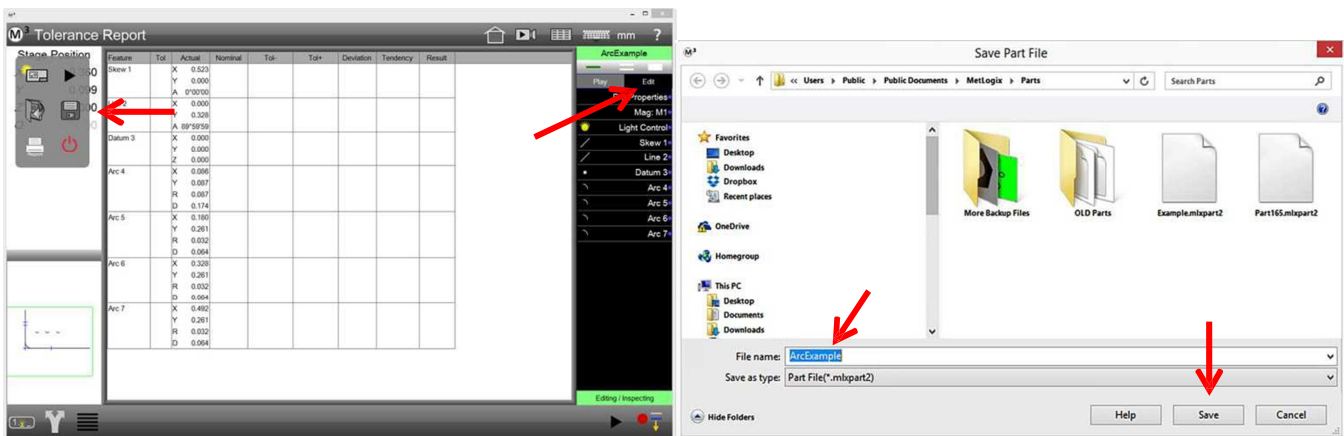 M³ Tolerance Report
mm ?
Stage Position
Feature Tol Actual Nominal Tol- Tol+ Deviation Tendency Result
Skew 1 X 0.523
Y 0.000
A 0°00'00
X 0.000
Y 0.328
A 89°59'59
Datum 3 X 0.000
Y 0.000
Z 0.000
Arc 4 X 0.086
Y 0.087
R 0.087
D 0.174
Arc 5 X 0.180
Y 0.261
R 0.032
D 0.064
Arc 6 X 0.328
Y 0.261
R 0.032
D 0.064
Arc 7 X 0.492
Y 0.261
R 0.032
D 0.064
ArcExample
Play Edit
Properties
Mag: M1
Light Control
Skew 1
Line 2
Datum 3
Arc 4
Arc 5
Arc 6
Arc 7
Editing / Inspecting
M³ Save Part File
« Users Public Public Documents MetLogix Parts
Search Parts
Favorites
Desktop
Downloads
Dropbox
Recent places
OneDrive
Homegroup
This PC
Desktop
Documents
Downloads
More Backup Files OLD Parts Example.mlxpart2 Part165.mlxpart2
File name: ArcExample
Save as type: Part File(*.mlxpart2)
Hide Folders Help Save Cancel